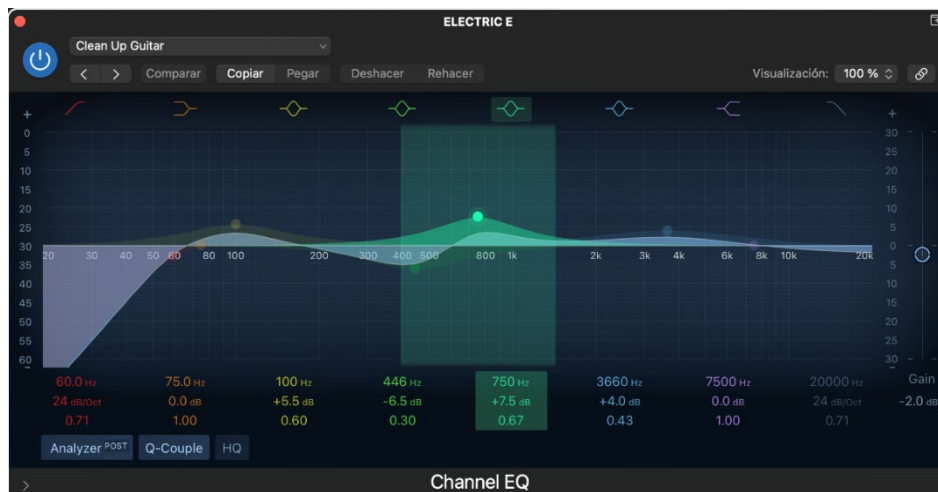 ELECTRIC E
Clean Up Guitar
Comparar Copiar Pegar Deshacer Rehacer Visualización: 100 %
+ +
0 30
5 25
10 20
15 15
20 10
25 5
30 0
20 30 40 50 60 80 100 200 300 400 500 800 1k 2k 3k 4k 6k 8k 10k 20k
35 5
40 10
45 15
50 20
55 25
60 30
- -
60.0 Hz 75.0 Hz 100 Hz 446 Hz 750 Hz 3660 Hz 7500 Hz 20000 Hz Gain
24 dB/Oct 0.0 dB +5.5 dB -6.5 dB +7.5 dB +4.0 dB 0.0 dB 24 dB/Oct -2.0 dB
0.71 1.00 0.60 0.30 0.67 0.43 1.00 0.71
Analyzer POST Q-Couple HQ
Channel EQ